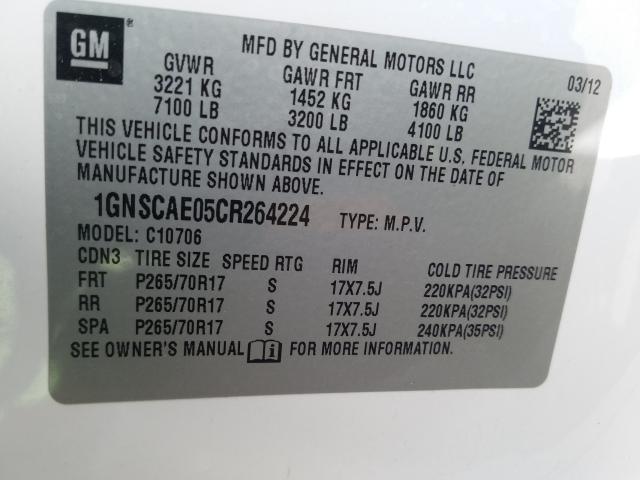 GM ®
MFD BY GENERAL MOTORS LLC
03/12
GVWR GAWR FRT GAWR RR
3221 KG 1452 KG 1860 KG
7100 LB 3200 LB 4100 LB
THIS VEHICLE CONFORMS TO ALL APPLICABLE U.S. FEDERAL MOTOR
VEHICLE SAFETY STANDARDS IN EFFECT ON THE DATE OF
MANUFACTURE SHOWN ABOVE.
1GNSCAE05CR264224 TYPE: M.P.V.
MODEL: C10706
CDN3 TIRE SIZE SPEED RTG RIM COLD TIRE PRESSURE
FRT P265/70R17 S 17X7.5J 220KPA(32PSI)
RR P265/70R17 S 17X7.5J 220KPA(32PSI)
SPA P265/70R17 S 17X7.5J 240KPA(35PSI)
SEE OWNER'S MANUAL i FOR MORE INFORMATION.